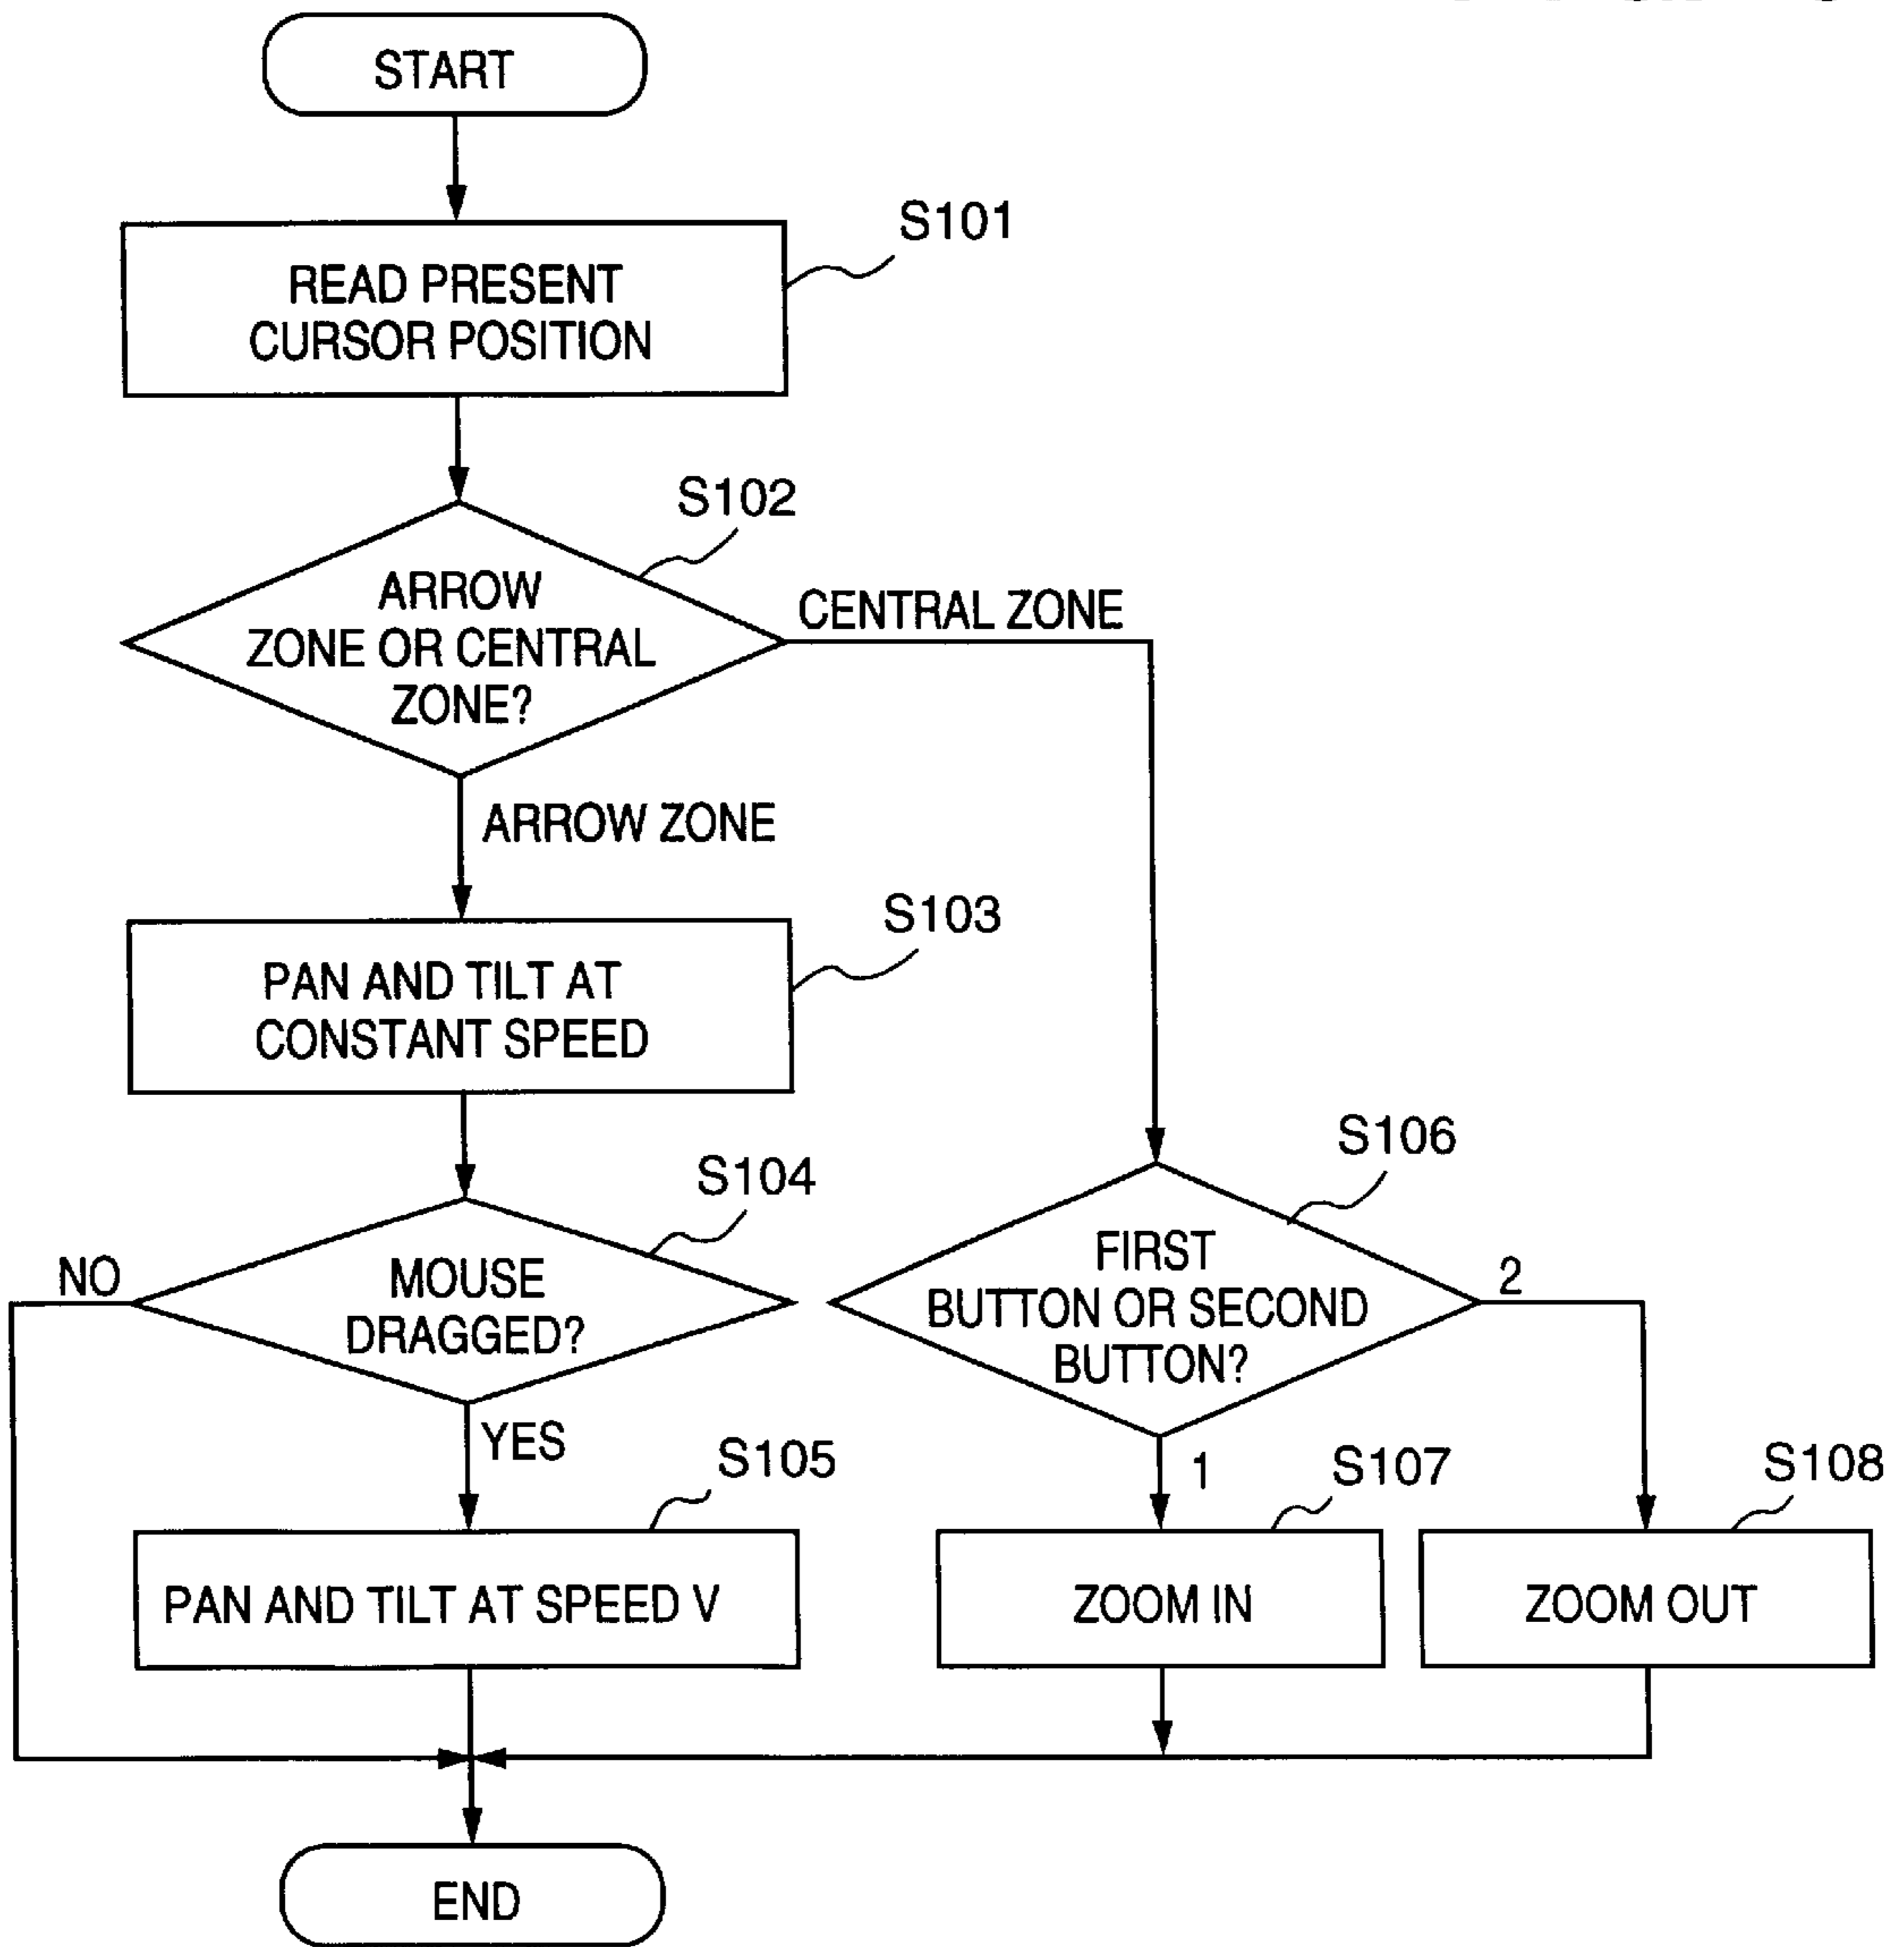 START
S101
READ PRESENT
CURSOR POSITION
S102
ARROW
ZONE OR CENTRAL
ZONE?
CENTRAL ZONE
ARROW ZONE
S103
PAN AND TILT AT
CONSTANT SPEED
S104
MOUSE
DRAGGED?
NO
YES
S105
PAN AND TILT AT SPEED V
S106
FIRST
BUTTON OR SECOND
BUTTON?
2
1
S107
ZOOM IN
S108
ZOOM OUT
END